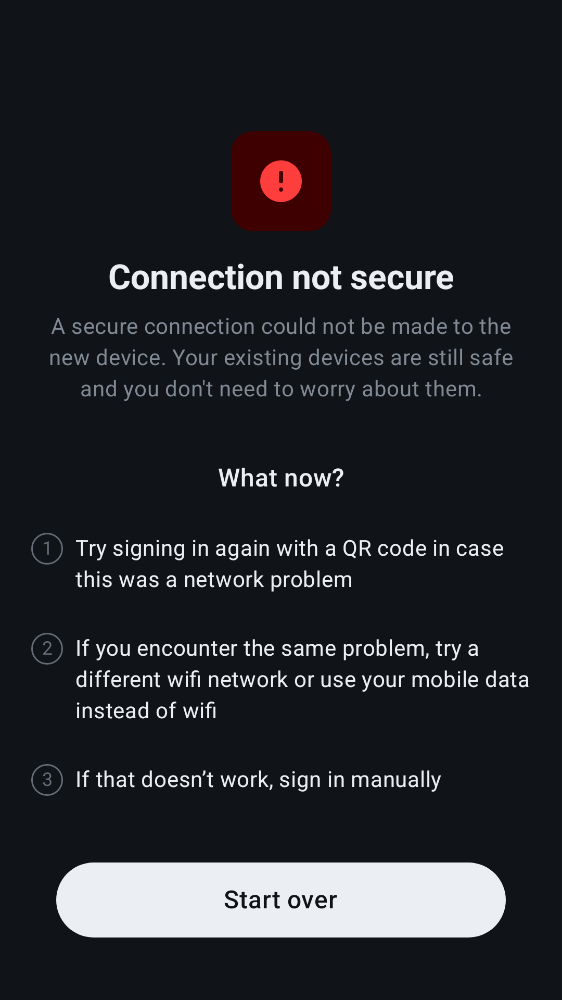 Connection not secure
A secure connection could not be made to the
new device. Your existing devices are still safe
and you don't need to worry about them.
What now?
1 Try signing in again with a QR code in case
this was a network problem
2 If you encounter the same problem, try a
different wifi network or use your mobile data
instead of wifi
3 If that doesn’t work, sign in manually
Start over